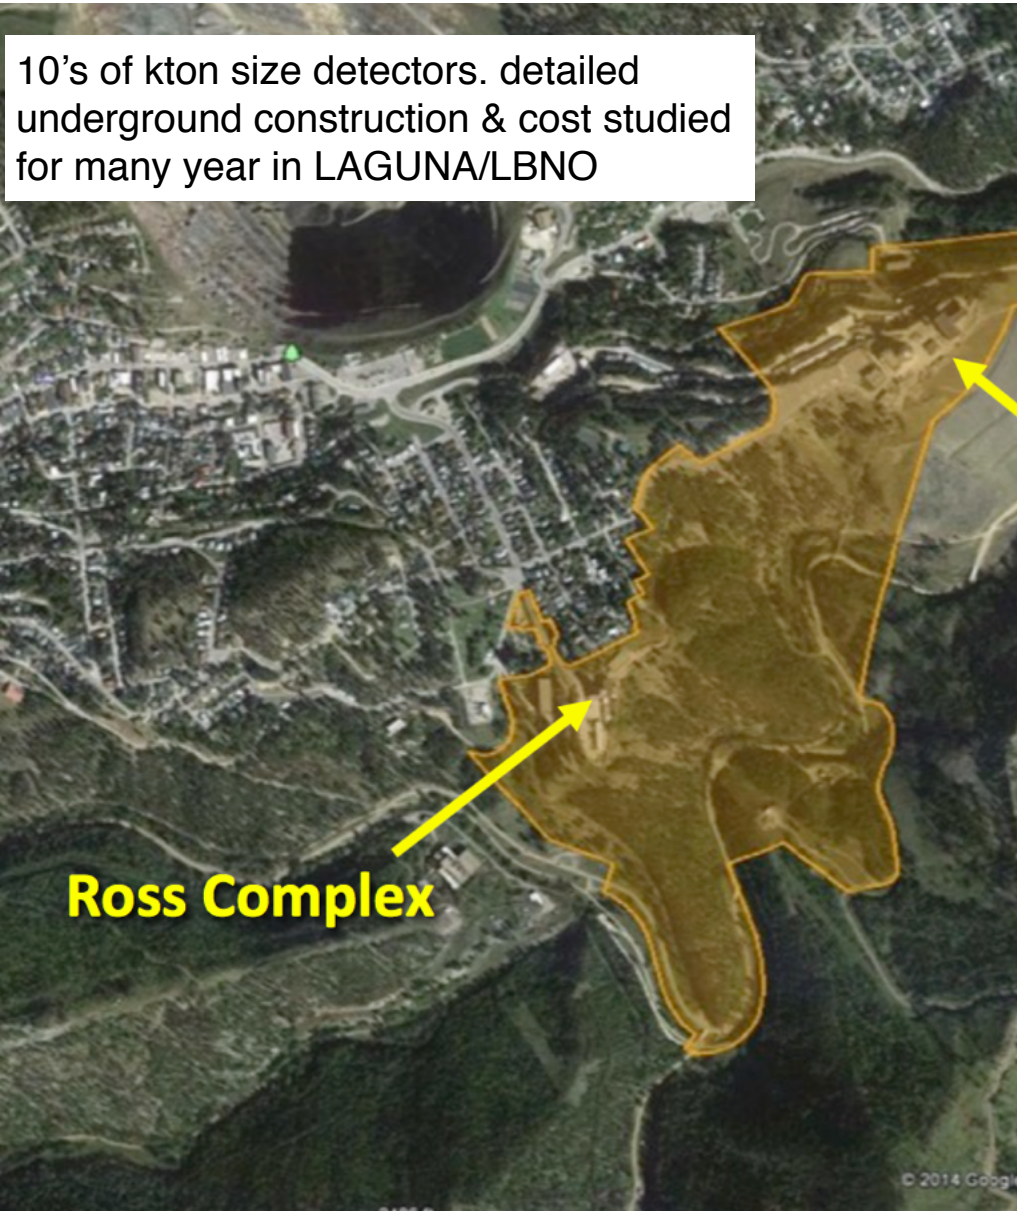 10’s of kton size detectors. detailed
underground construction & cost studied
for many year in LAGUNA/LBNO
Ross Complex
© 2014 Google